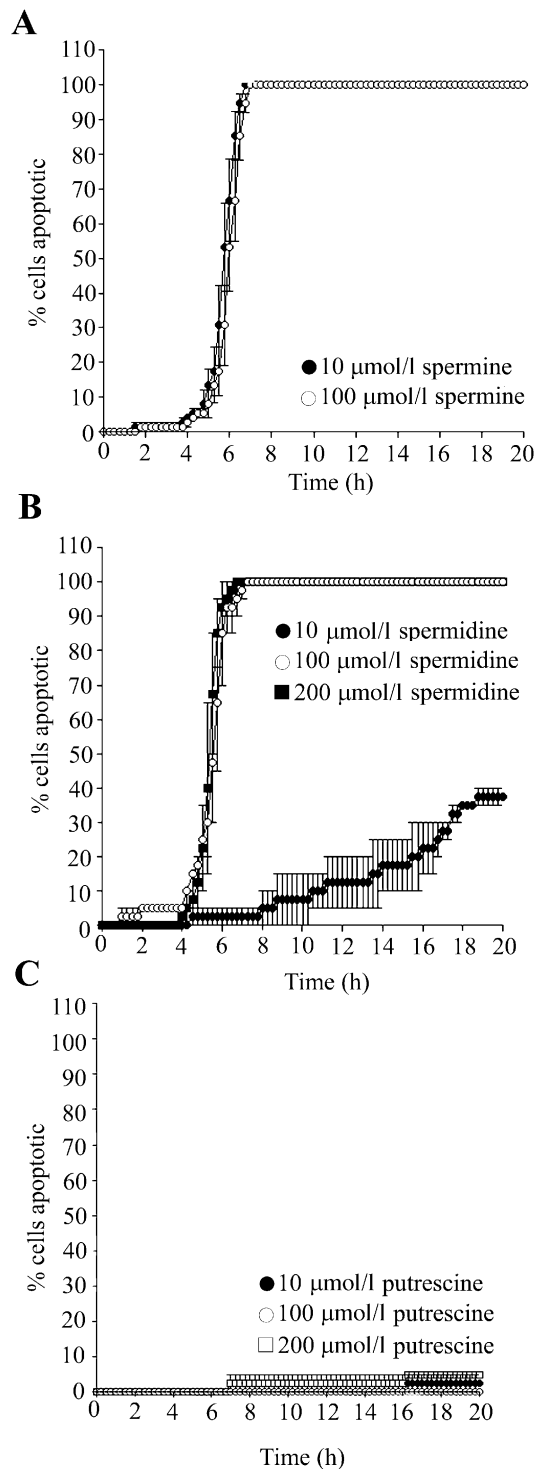 A
110
100
90
80
70
60
50
40
30
20
10
0
% cells apoptotic
10 μmol/l spermine
100 μmol/l spermine
0 2 4 6 8 10 12 14 16 18 20
Time (h)
B
110
100
90
80
70
60
50
40
30
20
10
0
% cells apoptotic
10 μmol/l spermidine
100 μmol/l spermidine
200 μmol/l spermidine
0 2 4 6 8 10 12 14 16 18 20
Time (h)
C
110
100
90
80
70
60
50
40
30
20
10
0
% cells apoptotic
10 μmol/l putrescine
100 μmol/l putrescine
200 μmol/l putrescine
0 2 4 6 8 10 12 14 16 18 20
Time (h)